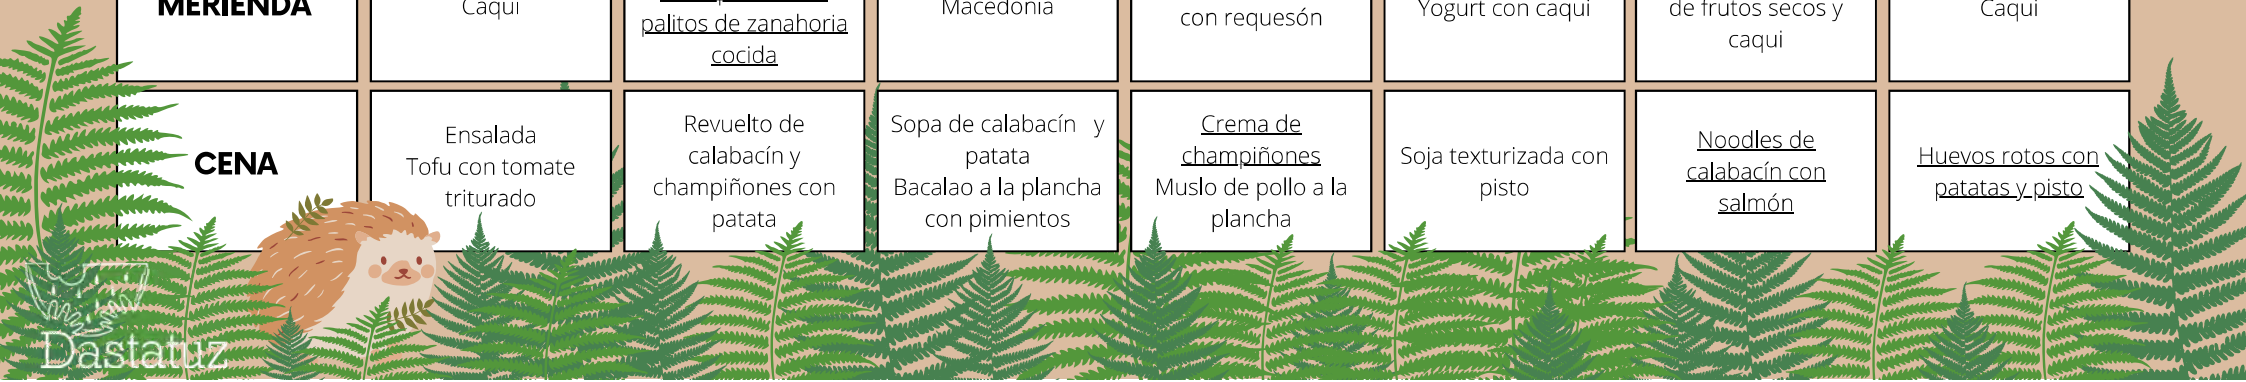 MERIENDA
Caqui
palitos de zanahoria
cocida
Macedonia
con requesón
Yogurt con caqui
de frutos secos y
caqui
Caqui
CENA
Ensalada
Tofu con tomate
triturado
Revuelto de
calabacín y
champiñones con
patata
Sopa de calabacín y
patata
Bacalao a la plancha
con pimientos
Crema de
champiñones
Muslo de pollo a la
plancha
Soja texturizada con
pisto
Noodles de
calabacín con
salmón
Huevos rotos con
patatas y pisto
Dastatuz